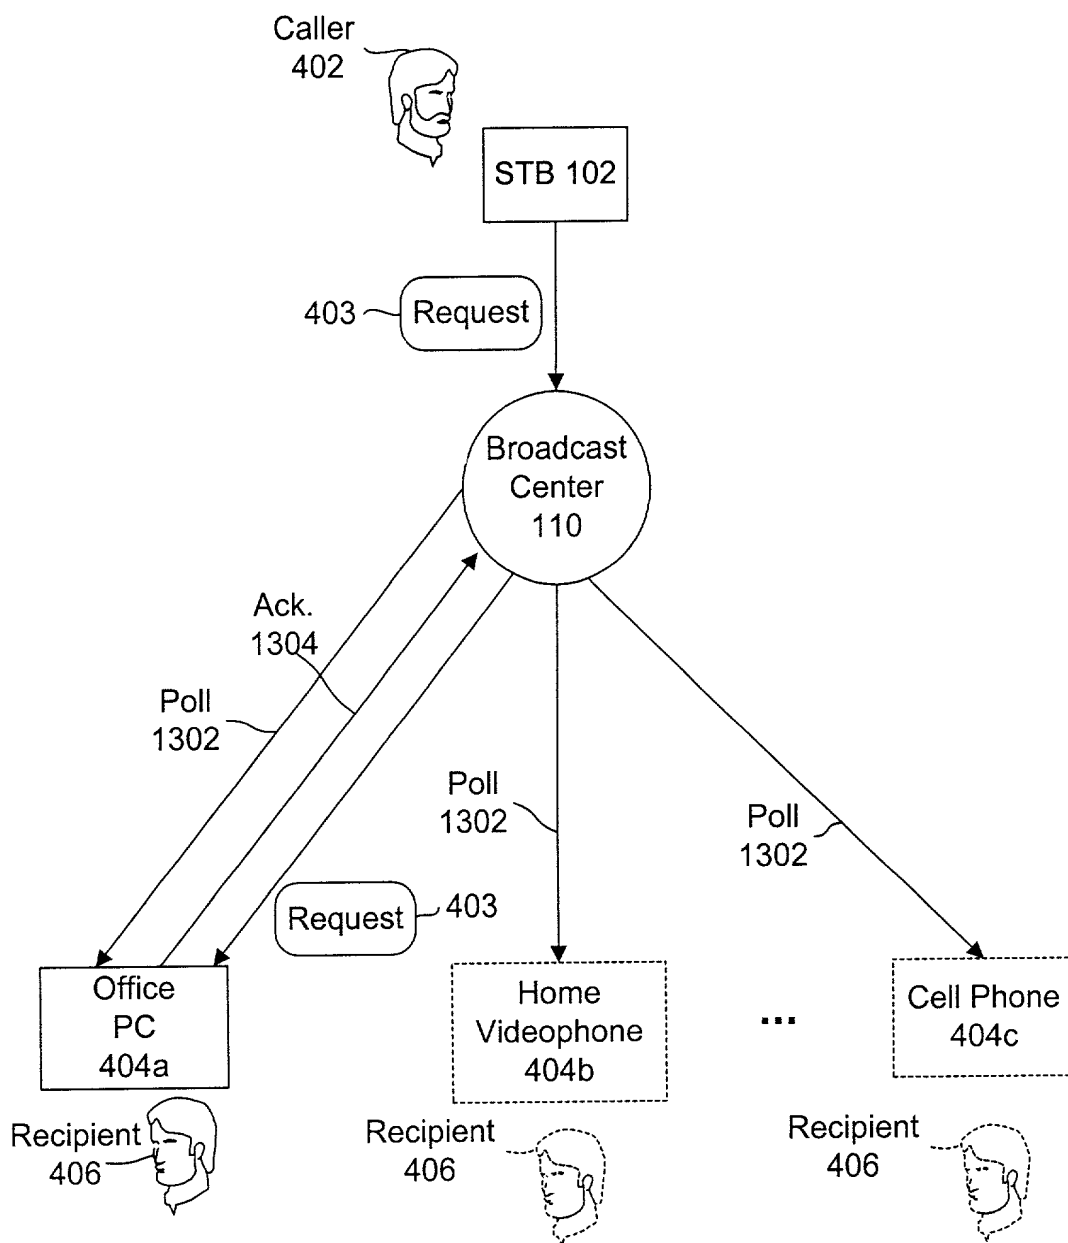 Caller
402
STB 102
403
Request
Broadcast
Center
110
Ack.
1304
Poll
1302
Poll
1302
Poll
1302
Request
403
Office
PC
404a
Home
Videophone
404b
...
Cell Phone
404c
Recipient
406
Recipient
406
Recipient
406